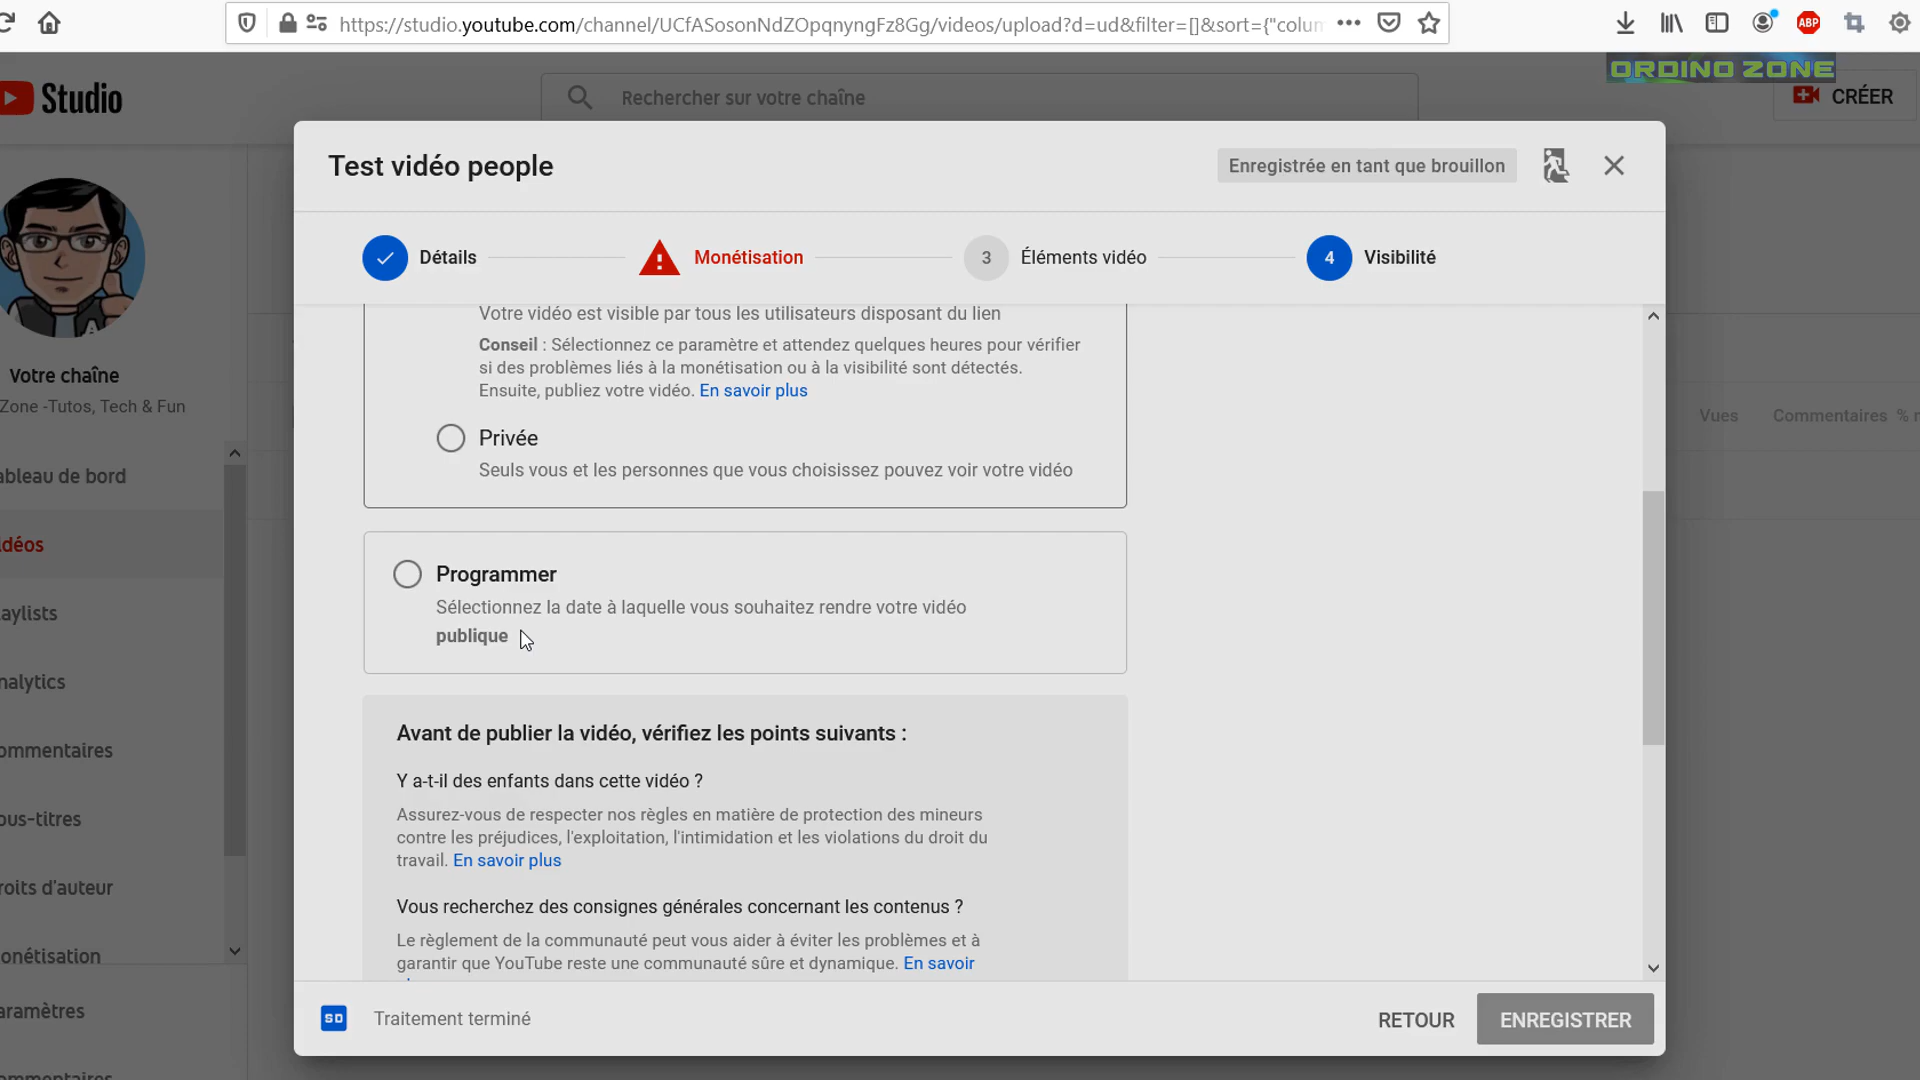 https://studio.youtube.com/channel/UCfASosonNdZOpqnyngFz8Gg/videos/upload?d=ud&filter=[]&sort={"colum
ABP
ORDINO ZONE
Studio
Rechercher sur votre chaîne
CRÉER
Test vidéo people
Enregistrée en tant que brouillon
Détails
Monétisation
3
Éléments vidéo
4
Visibilité
Votre vidéo est visible par tous les utilisateurs disposant du lien
Conseil : Sélectionnez ce paramètre et attendez quelques heures pour vérifier
si des problèmes liés à la monétisation ou à la visibilité sont détectés.
Ensuite, publiez votre vidéo. En savoir plus
Privée
Seuls vous et les personnes que vous choisissez pouvez voir votre vidéo
Programmer
Sélectionnez la date à laquelle vous souhaitez rendre votre vidéo
publique
Avant de publier la vidéo, vérifiez les points suivants :
Y a-t-il des enfants dans cette vidéo ?
Assurez-vous de respecter nos règles en matière de protection des mineurs
contre les préjudices, l'exploitation, l'intimidation et les violations du droit du
travail. En savoir plus
Vous recherchez des consignes générales concernant les contenus ?
Le règlement de la communauté peut vous aider à éviter les problèmes et à
garantir que YouTube reste une communauté sûre et dynamique. En savoir
SD
Traitement terminé
RETOUR
ENREGISTRER
Votre chaîne
Zone -Tutos, Tech & Fun
ableau de bord
idéos
laylists
nalytics
ommentaires
ous-titres
roits d'auteur
onétisation
aramètres
Vues
Commentaires
%